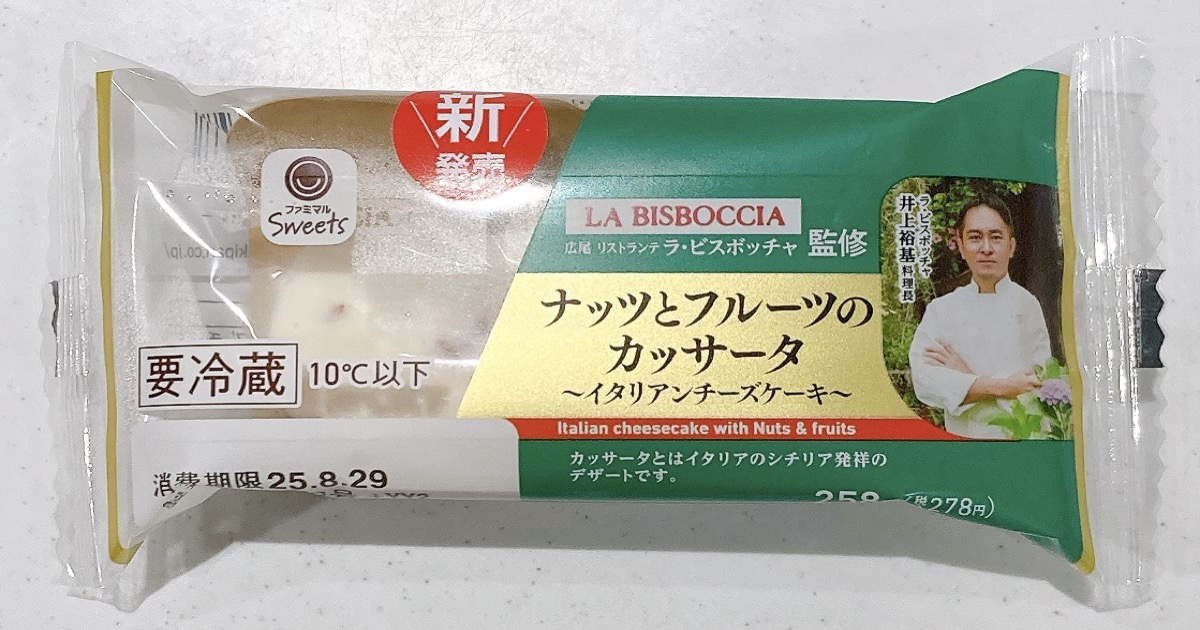 新
発売
ファミマル
Sweets
LA BISBOCCIA
広尾 リストランテ ラ・ビスボッチャ 監修
ラ・ビスボッチャ
井上裕基 料理長
ナッツとフルーツの
カッサータ
~イタリアンチーズケーキ~
要冷蔵 10℃以下
Italian cheesecake with Nuts & fruits
カッサータとはイタリアのシチリア発祥の
デザートです。
消費期限 25.8.29
258 (税 278円)